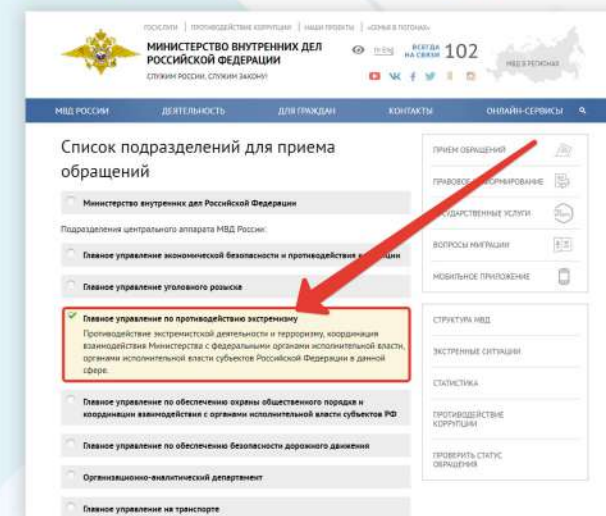 ГОСУСЛУГИ | ПРОТИВОДЕЙСТВИЕ КОРРУПЦИИ | НАШИ ПРОЕКТЫ | «СЕМЬЯ В ПОГОНАХ»
МИНИСТЕРСТВО ВНУТРЕННИХ ДЕЛ
РОССИЙСКОЙ ФЕДЕРАЦИИ
СЛУЖИМ РОССИИ, СЛУЖИМ ЗАКОНУ!
ВСЕГДА НА СВЯЗИ 102
МВД В РЕГИОНАХ
МВД РОССИИ ДЕЯТЕЛЬНОСТЬ ДЛЯ ГРАЖДАН КОНТАКТЫ ОНЛАЙН-СЕРВИСЫ
Список подразделений для приема
обращений
Министерство внутренних дел Российской Федерации
Подразделения центрального аппарата МВД России:
Главное управление экономической безопасности и противодействия
Главное управление уголовного розыска
Главное управление по противодействию экстремизму
Противодействие экстремистской деятельности и терроризму, координация
взаимодействия Министерства с федеральными органами исполнительной власти,
органами исполнительной власти субъектов Российской Федерации в данной
сфере.
Главное управление по обеспечению охраны общественного порядка и
координации взаимодействия с органами исполнительной власти субъектов РФ
Главное управление по обеспечению безопасности дорожного движения
Организационно-аналитический департамент
Главное управление на транспорте
ПРИЕМ ОБРАЩЕНИЙ
ПРАВОВОЕ
УСЛУГИ
ВОПРОСЫ МИГРАЦИИ
МОБИЛЬНОЕ ПРИЛОЖЕНИЕ
СТРУКТУРА МВД
ЭКСТРЕННЫЕ СИТУАЦИИ
СТАТИСТИКА
ПРОТИВОДЕЙСТВИЕ
КОРРУПЦИИ
ПРОВЕРИТЬ СТАТУС
ОБРАЩЕНИЯ